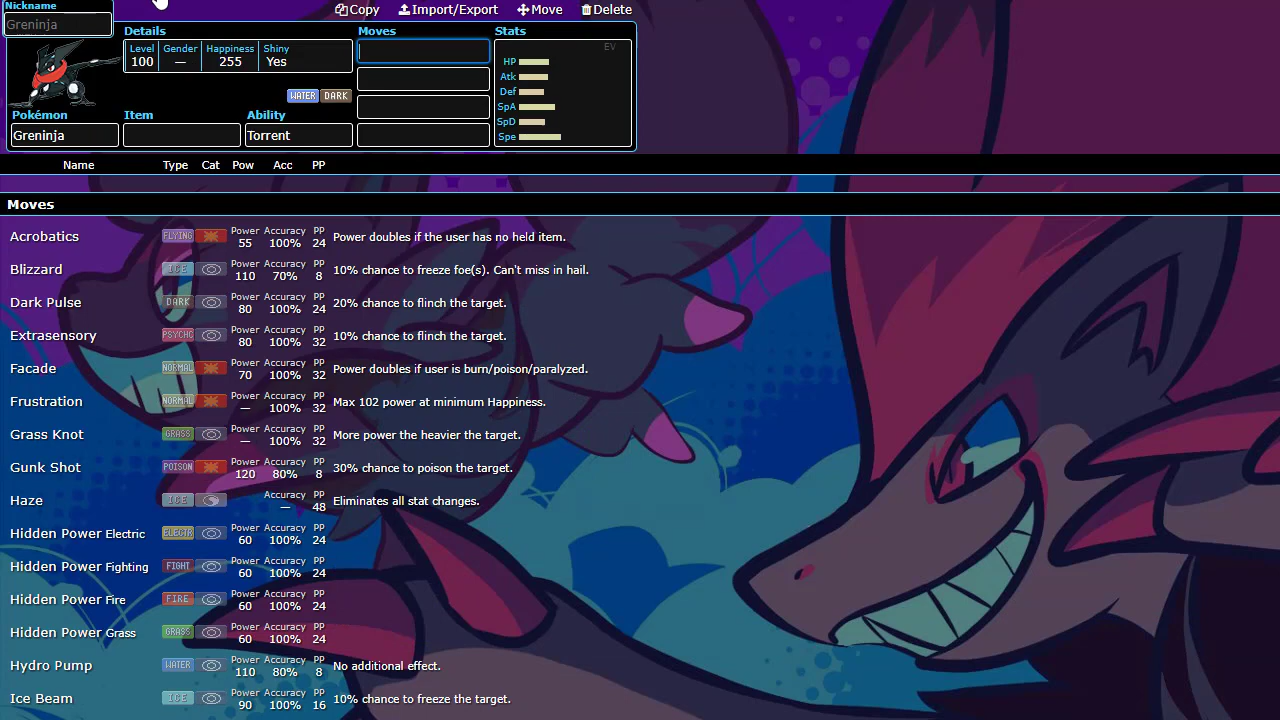 Nickname
Greninja
Copy Import/Export Move Delete
Details
Level Gender Happiness Shiny
100 — 255 Yes
WATER DARK
Pokémon Item Ability
Greninja Torrent
Moves
Stats
EV
HP
Atk
Def
SpA
SpD
Spe
Name Type Cat Pow Acc PP
Moves
Acrobatics FLYING Power 55 Accuracy 100% PP 24 Power doubles if the user has no held item.
Blizzard ICE Power 110 Accuracy 70% PP 8 10% chance to freeze foe(s). Can't miss in hail.
Dark Pulse DARK Power 80 Accuracy 100% PP 24 20% chance to flinch the target.
Extrasensory PSYCHC Power 80 Accuracy 100% PP 32 10% chance to flinch the target.
Facade NORMAL Power 70 Accuracy 100% PP 32 Power doubles if user is burn/poison/paralyzed.
Frustration NORMAL Power — Accuracy 100% PP 32 Max 102 power at minimum Happiness.
Grass Knot GRASS Power — Accuracy 100% PP 32 More power the heavier the target.
Gunk Shot POISON Power 120 Accuracy 80% PP 8 30% chance to poison the target.
Haze ICE Accuracy — PP 48 Eliminates all stat changes.
Hidden Power Electric ELECTR Power 60 Accuracy 100% PP 24
Hidden Power Fighting FIGHT Power 60 Accuracy 100% PP 24
Hidden Power Fire FIRE Power 60 Accuracy 100% PP 24
Hidden Power Grass GRASS Power 60 Accuracy 100% PP 24
Hydro Pump WATER Power 110 Accuracy 80% PP 8 No additional effect.
Ice Beam ICE Power 90 Accuracy 100% PP 16 10% chance to freeze the target.